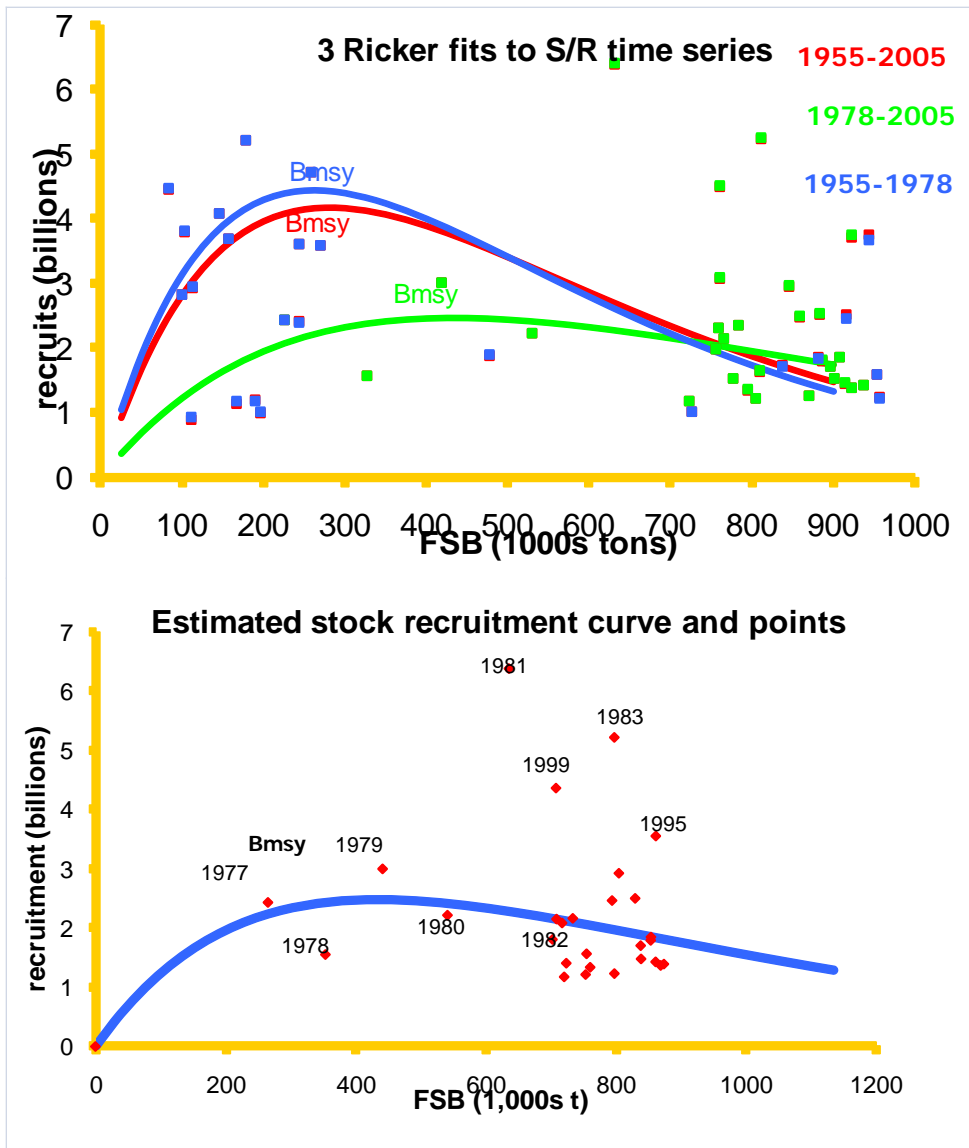 3 Ricker fits to S/R time series
1955-2005
1978-2005
1955-1978
Bmsy
Bmsy
Bmsy
recruits (billions)
7
6
5
4
3
2
1
0
0 100 200 300 400 500 600 700 800 900 1000
FSB (1000s tons)
Estimated stock recruitment curve and points
1981
1983
1999
1995
Bmsy
1979
1977
1980
1982
1978
recruitment (billions)
7
6
5
4
3
2
1
0
0 200 400 600 800 1000 1200
FSB (1,000s t)